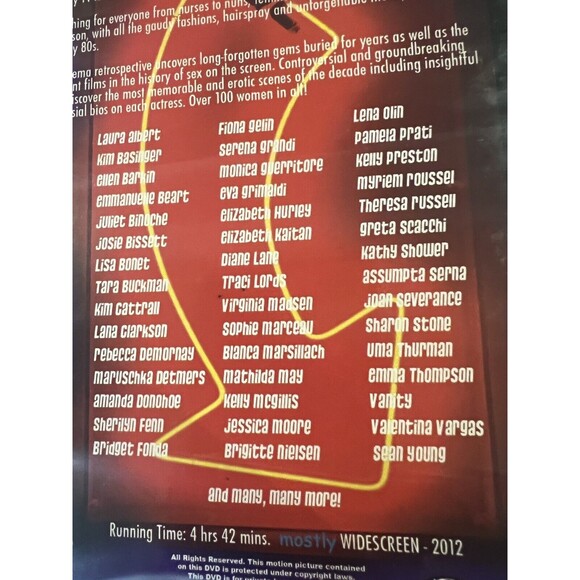 hing for everyone from nurses to nuns,
son, with all the gaudy fashions, hairspray and unforgettable
y 80s.
ema retrospective uncovers long-forgotten gems buried for years as well as the
nt films in the history of sex on the screen. Controversial and groundbreaking
iscover the most memorable and erotic scenes of the decade including insightful
sial bios on each actress. Over 100 women in all!
Laura Albert
Kim Basinger
Ellen Barkin
Emmanuelle Beart
Juliet Binoche
Josie Bissett
Lisa Bonet
Tara Buckman
Kim Cattrall
Lana Clarkson
Rebecca DeMornay
Maruschka Detmers
Amanda Donohoe
Sherilyn Fenn
Bridget Fonda
Fiona Gelin
Serena Grandi
Monica Guerritore
Eva Grimaldi
Elizabeth Hurley
Elizabeth Kaitan
Diane Lane
Traci Lords
Virginia Madsen
Sophie Marceau
Blanca Marsillach
Mathilda May
Kelly McGillis
Jessica Moore
Brigitte Nielsen
Lena Olin
Pamela Prati
Kelly Preston
Myriem Roussel
Theresa Russell
Greta Scacchi
Kathy Shower
Assumpta Serna
Joan Severance
Sharon Stone
Uma Thurman
Emma Thompson
Vanity
Valentina Vargas
Sean Young
and many, many more!
Running Time: 4 hrs 42 mins. mostly WIDESCREEN - 2012
All Rights Reserved. This motion picture contained
on this DVD is protected under copyright laws.
This DVD is for